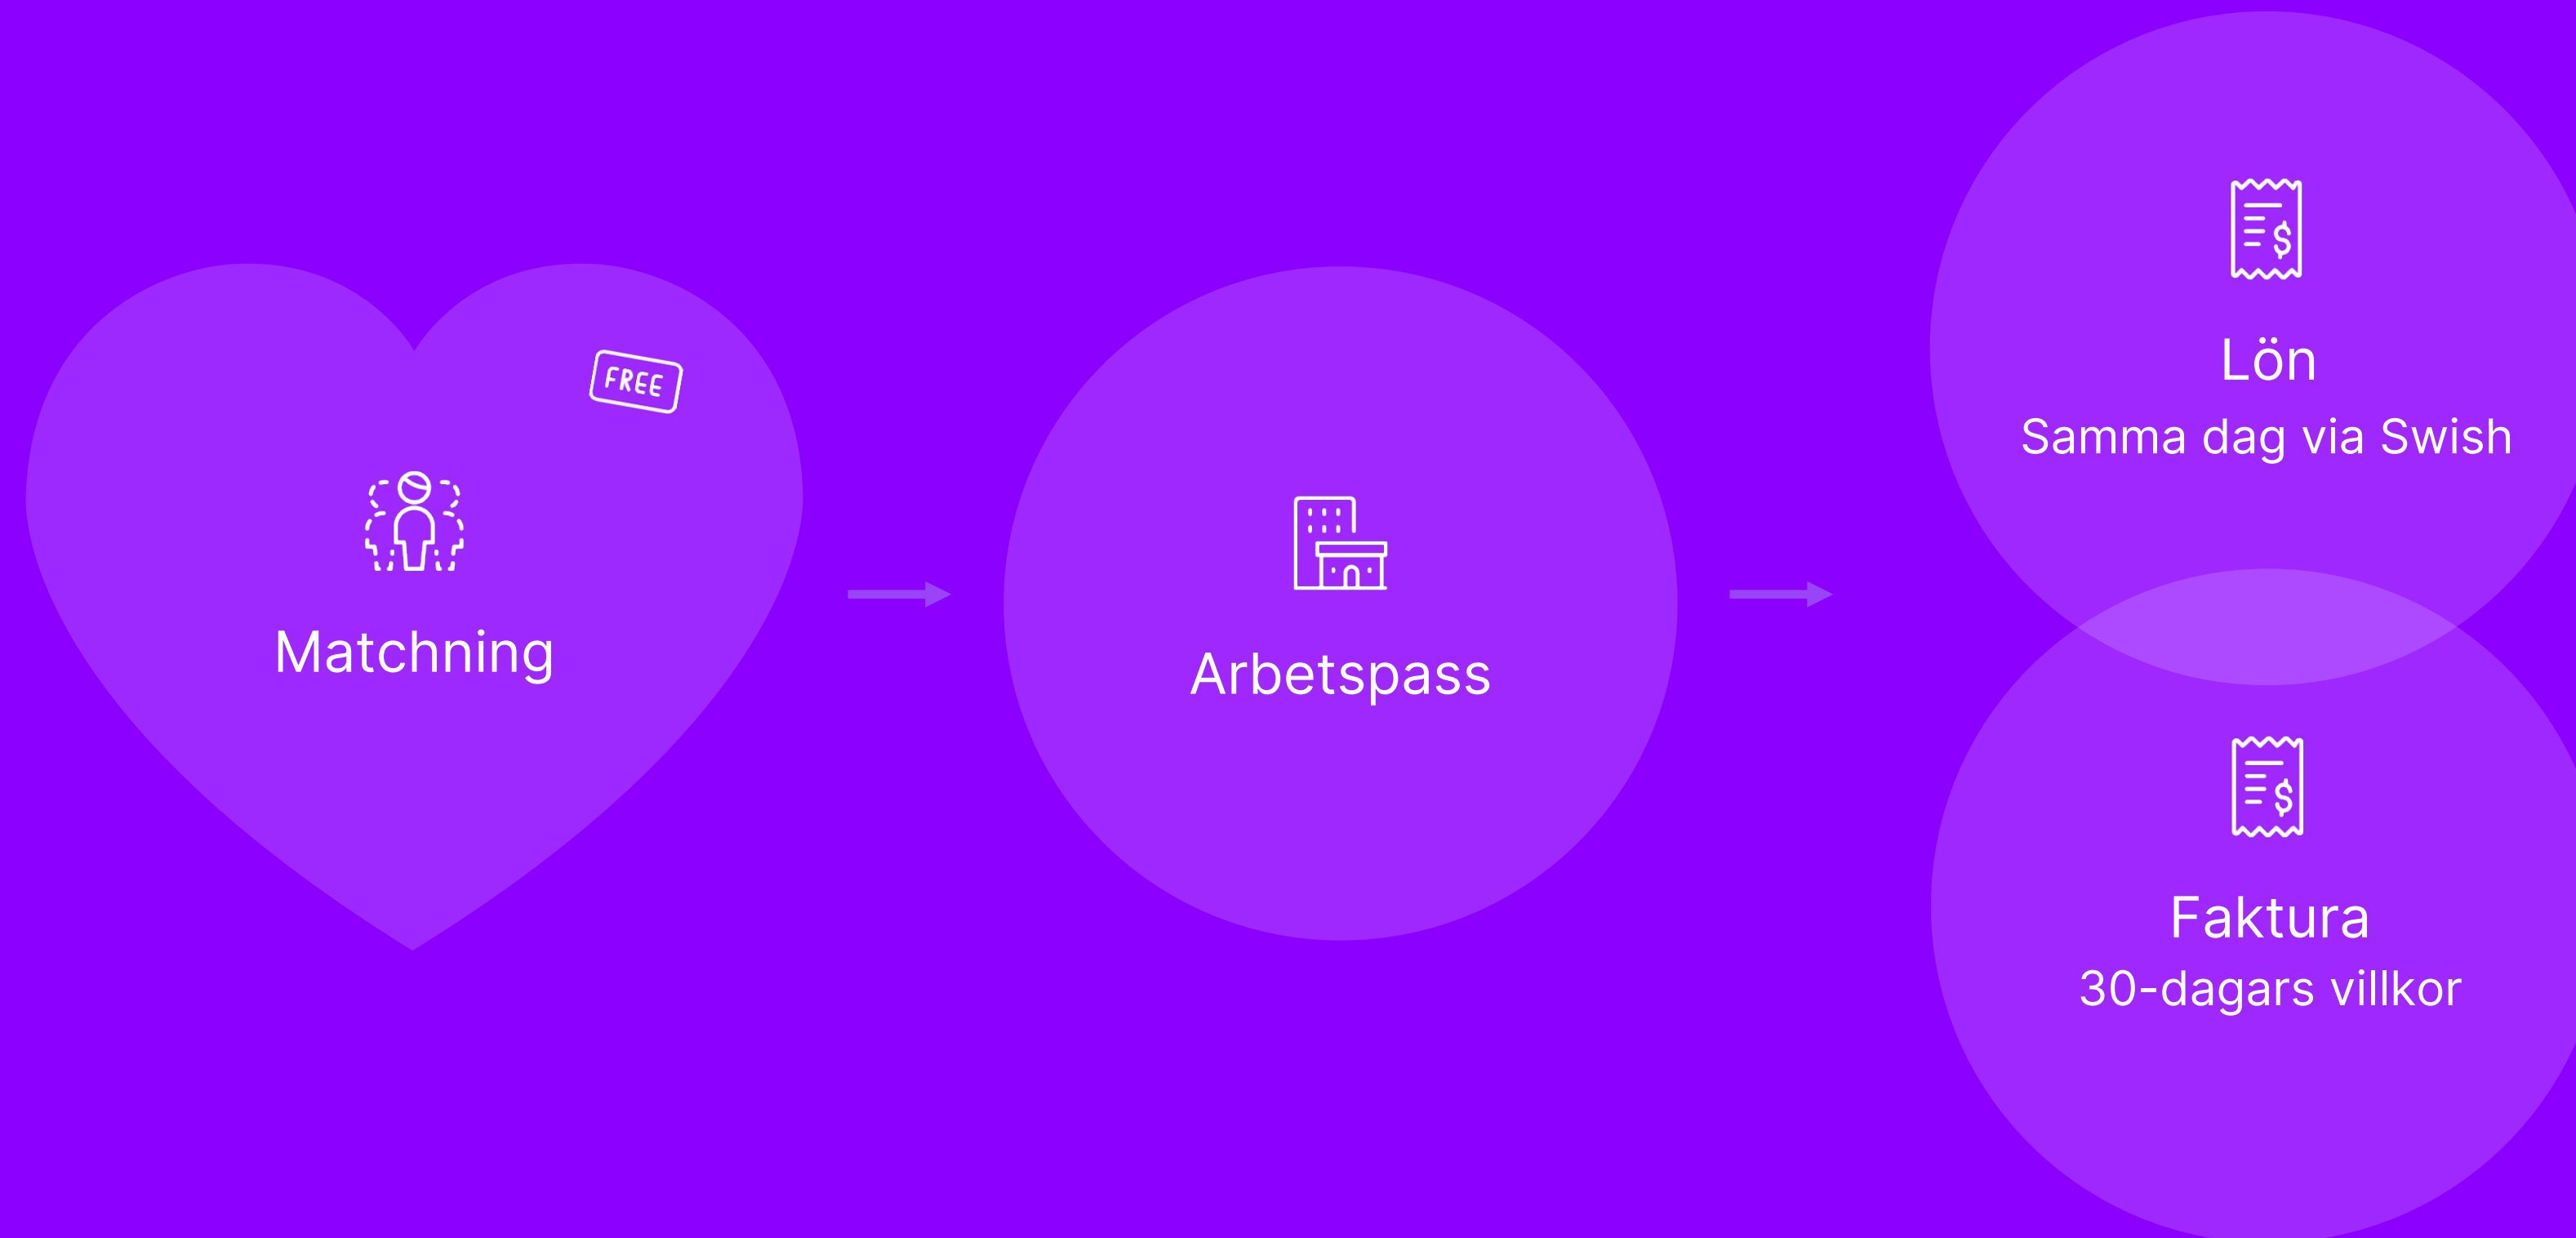 FREE
Matchning
Arbetspass
$
Lön
Samma dag via Swish
$
Faktura
30-dagars villkor